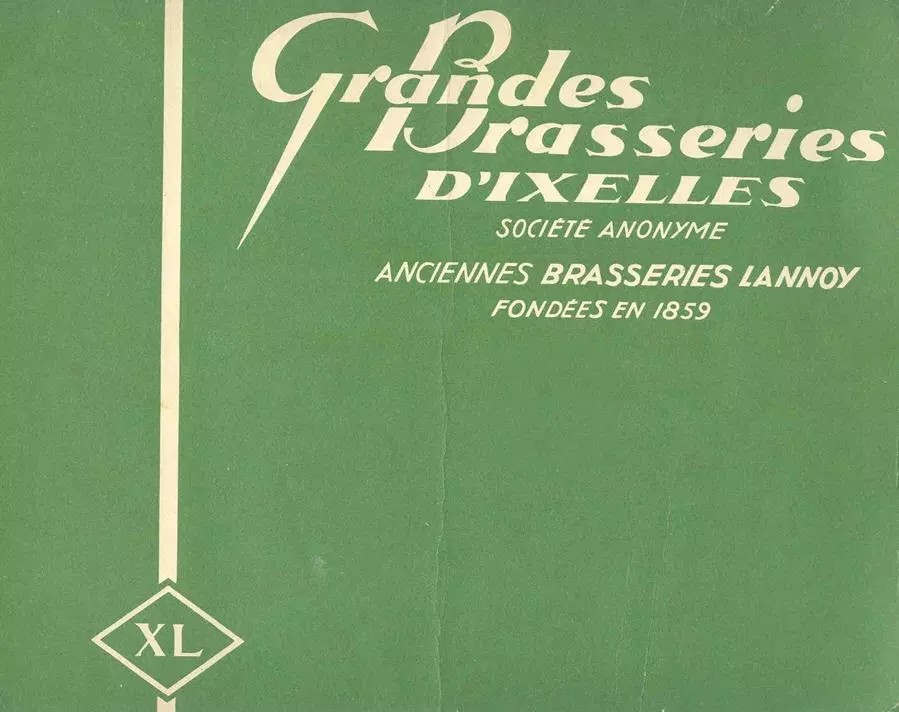 Grandes
Brasseries
D'IXELLES
SOCIÉTÉ ANONYME
ANCIENNES BRASSERIES LANNOY
FONDÉES EN 1859
XL